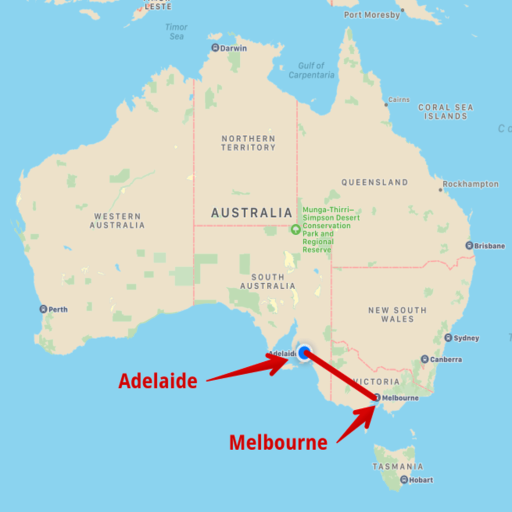 LESTE
Port Moresby
Timor
Sea
Darwin
Gulf of
Carpentaria
Cairns
CORAL SEA
ISLANDS
NORTHERN
TERRITORY
QUEENSLAND
Rockhampton
AUSTRALIA
Munga-Thirri–
Simpson Desert
Conservation
Park and
Regional
Reserve
WESTERN
AUSTRALIA
Brisbane
SOUTH
AUSTRALIA
Perth
NEW SOUTH
WALES
Sydney
Adelaide
Canberra
Adelaide
VICTORIA
Melbourne
Melbourne
TASMANIA
Hobart